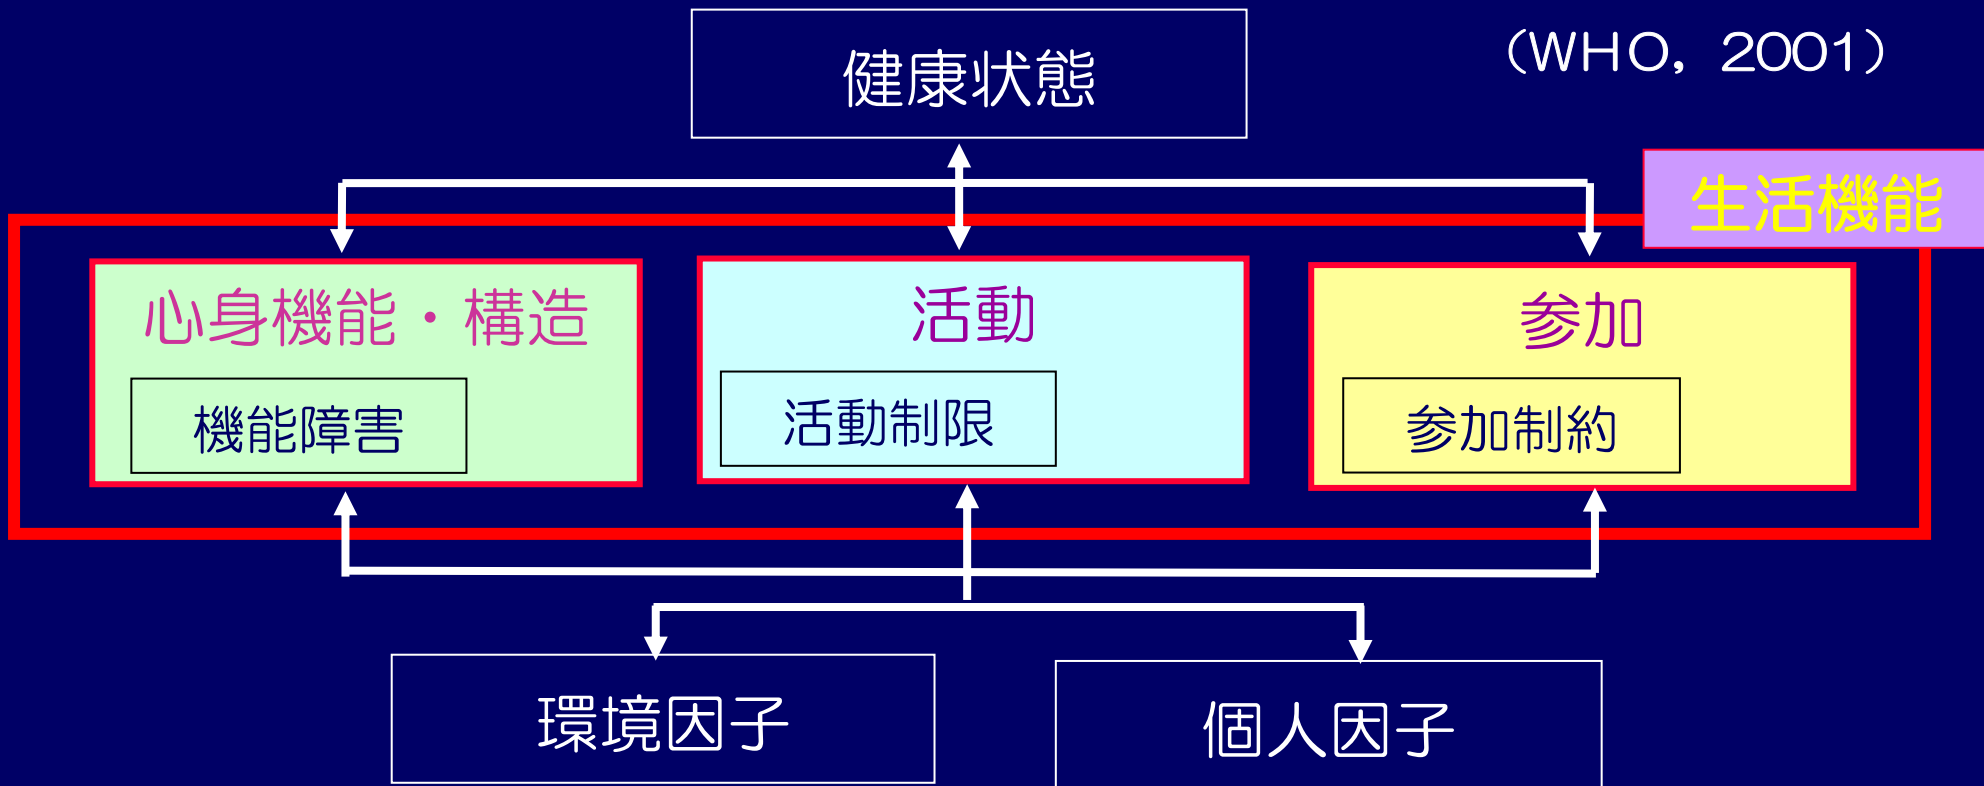 健康状態
（WHO，2001）
生活機能
心身機能・構造
活動
参加
機能障害
活動制限
参加制約
環境因子
個人因子